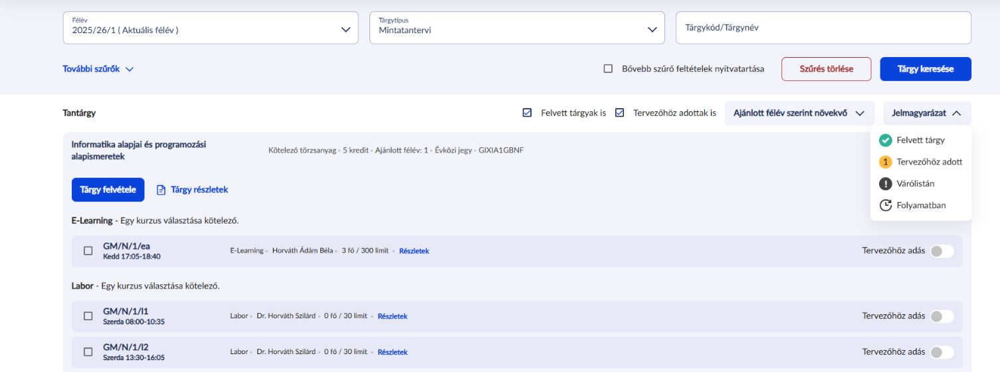 Félév
2025/26/1 ( Aktuális félév )
Tárgytípus
Mintatantervi
Tárgykód/Tárgynév
További szűrők
Bővebb szűrő feltételek nyitvatartása
Szűrés törlése
Tárgy keresése
Tantárgy
Felvett tárgyak is
Tervezőhöz adottak is
Ajánlott félév szerint növekvő
Jelmagyarázat
Felvett tárgy
1 Tervezőhöz adott
! Várólistán
Folyamatban
Informatika alapjai és programozási
alapismeretek
Kötelező törzsanyag • 5 kredit • Ajánlott félév: 1 • Évközi jegy • GIXIA1GBNF
Tárgy felvétele
Tárgy részletek
E-Learning - Egy kurzus választása kötelező.
GM/N/1/ea
Kedd 17:05-18:40
E-Learning • Horváth Ádám Béla • 3 fő / 300 limit • Részletek
Tervezőhöz adás
Labor - Egy kurzus választása kötelező.
GM/N/1/l1
Szerda 08:00-10:35
Labor • Dr. Horváth Szilárd • 0 fő / 30 limit • Részletek
Tervezőhöz adás
GM/N/1/l2
Szerda 13:30-16:05
Labor • Dr. Horváth Szilárd • 0 fő / 30 limit • Részletek
Tervezőhöz adás